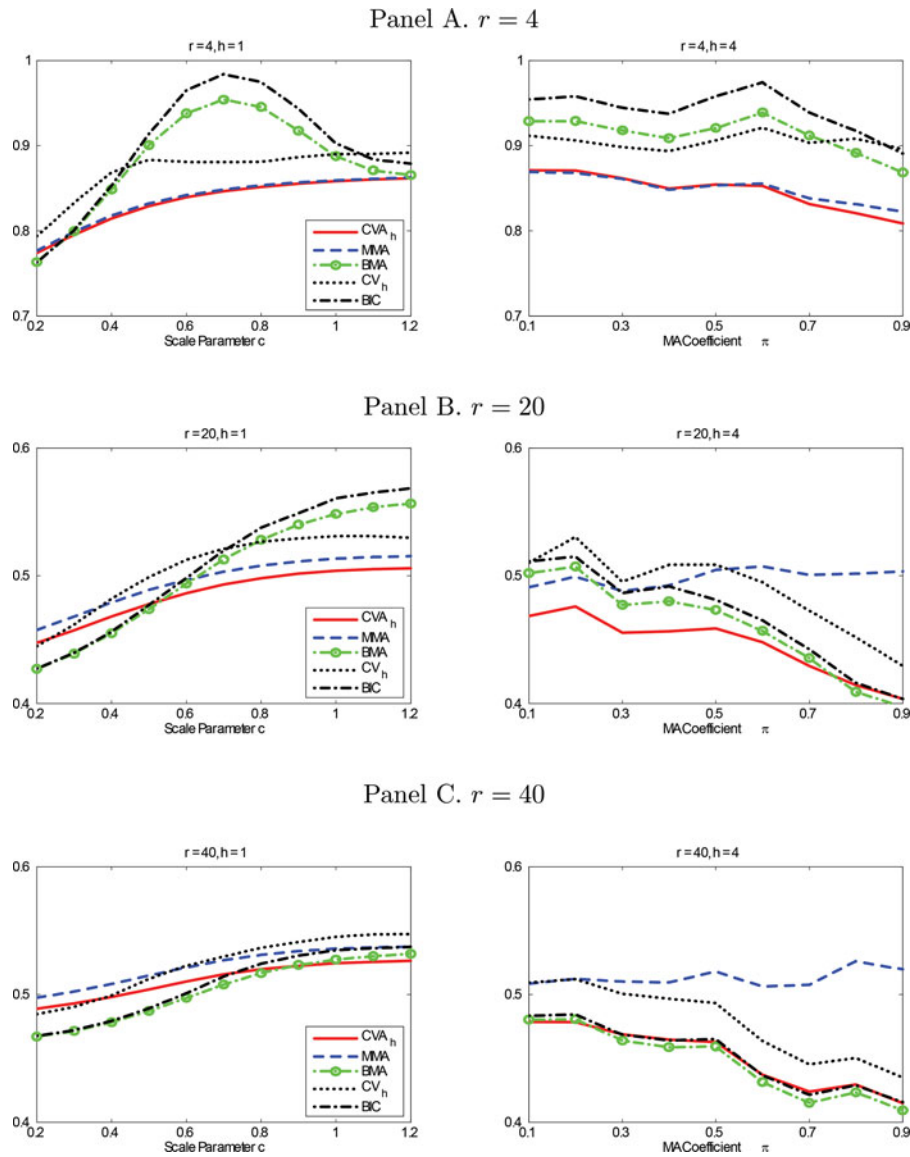 Panel A. r = 4
r = 4, h = 1
1
0.9
0.8
0.7
0.2 0.4 0.6 0.8 1 1.2
Scale Parameter c
CVA h
MMA
BMA
CV h
BIC
r = 4, h = 4
1
0.9
0.8
0.7
0.1 0.3 0.5 0.7 0.9
MA Coefficient π
Panel B. r = 20
r = 20, h = 1
0.6
0.5
0.4
0.2 0.4 0.6 0.8 1 1.2
Scale Parameter c
CVA h
MMA
BMA
CV h
BIC
r = 20, h = 4
0.6
0.5
0.4
0.1 0.3 0.5 0.7 0.9
MA Coefficient π
Panel C. r = 40
r = 40, h = 1
0.6
0.5
0.4
0.2 0.4 0.6 0.8 1 1.2
Scale Parameter c
CVA h
MMA
BMA
CV h
BIC
r = 40, h = 4
0.6
0.5
0.4
0.1 0.3 0.5 0.7 0.9
MA Coefficient π